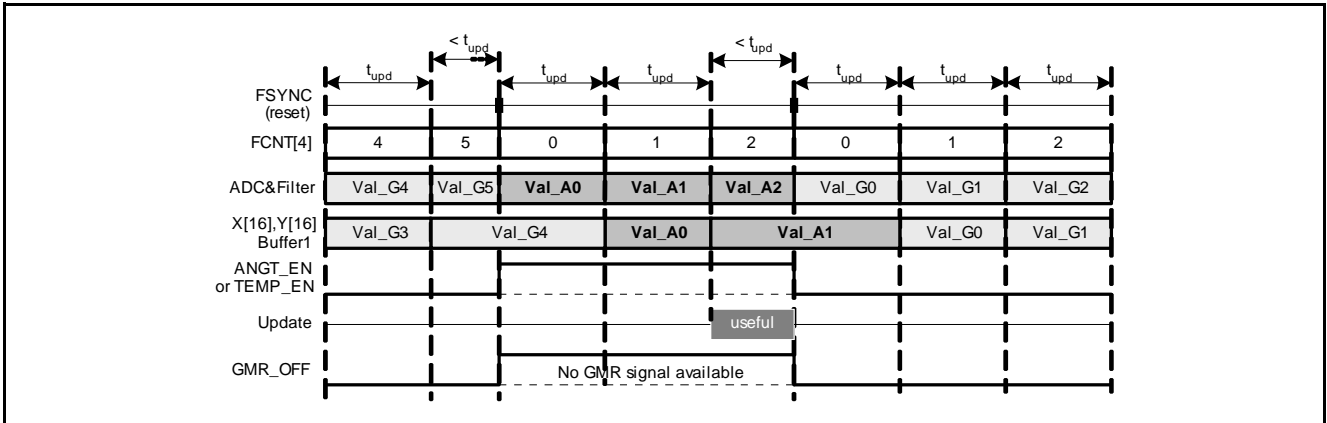 < tupd < tupd
tupd tupd tupd tupd tupd tupd
FSYNC
(reset)
FCNT[4] 4 5 0 1 2 0 1 2
ADC&Filter Val_G4 Val_G5 Val_A0 Val_A1 Val_A2 Val_G0 Val_G1 Val_G2
X[16],Y[16]
Buffer1 Val_G3 Val_G4 Val_A0 Val_A1 Val_G0 Val_G1
ANGT_EN
or TEMP_EN
Update useful
GMR_OFF No GMR signal available